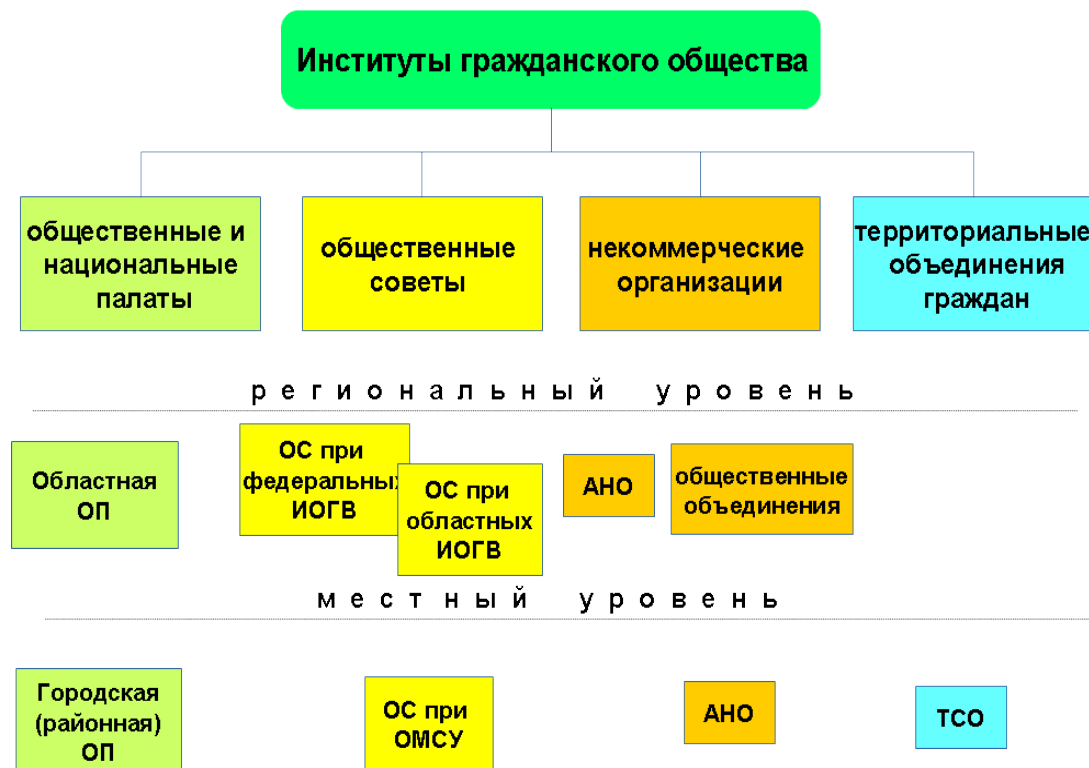 Институты гражданского общества
общественные и
национальные
палаты
общественные
советы
некоммерческие
организации
территориальные
объединения
граждан
региональный уровень
Областная
ОП
ОС при
федеральных
ИОГВ
ОС при
областных
ИОГВ
АНО
общественные
объединения
местный уровень
Городская
(районная)
ОП
ОС при
ОМСУ
АНО
ТСО